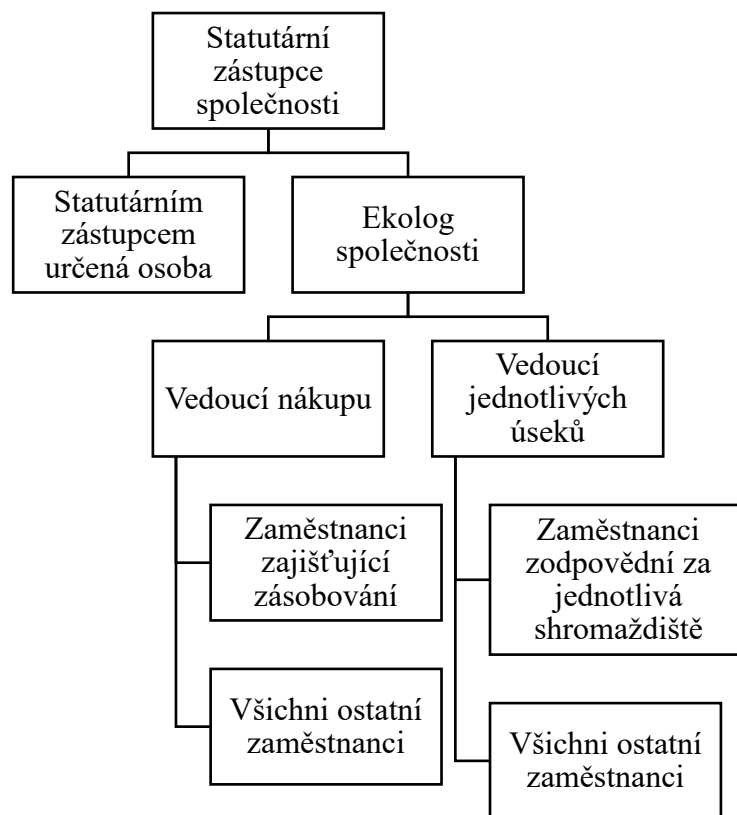 Statutární
zástupce
společnosti
Statutárním
zástupcem
určená osoba
Ekolog
společnosti
Vedoucí nákupu
Vedoucí
jednotlivých
úseků
Zaměstnanci
zajišťující
zásobování
Zaměstnanci
zodpovědní za
jednotlivá
shromaždiště
Všichni ostatní
zaměstnanci
Všichni ostatní
zaměstnanci